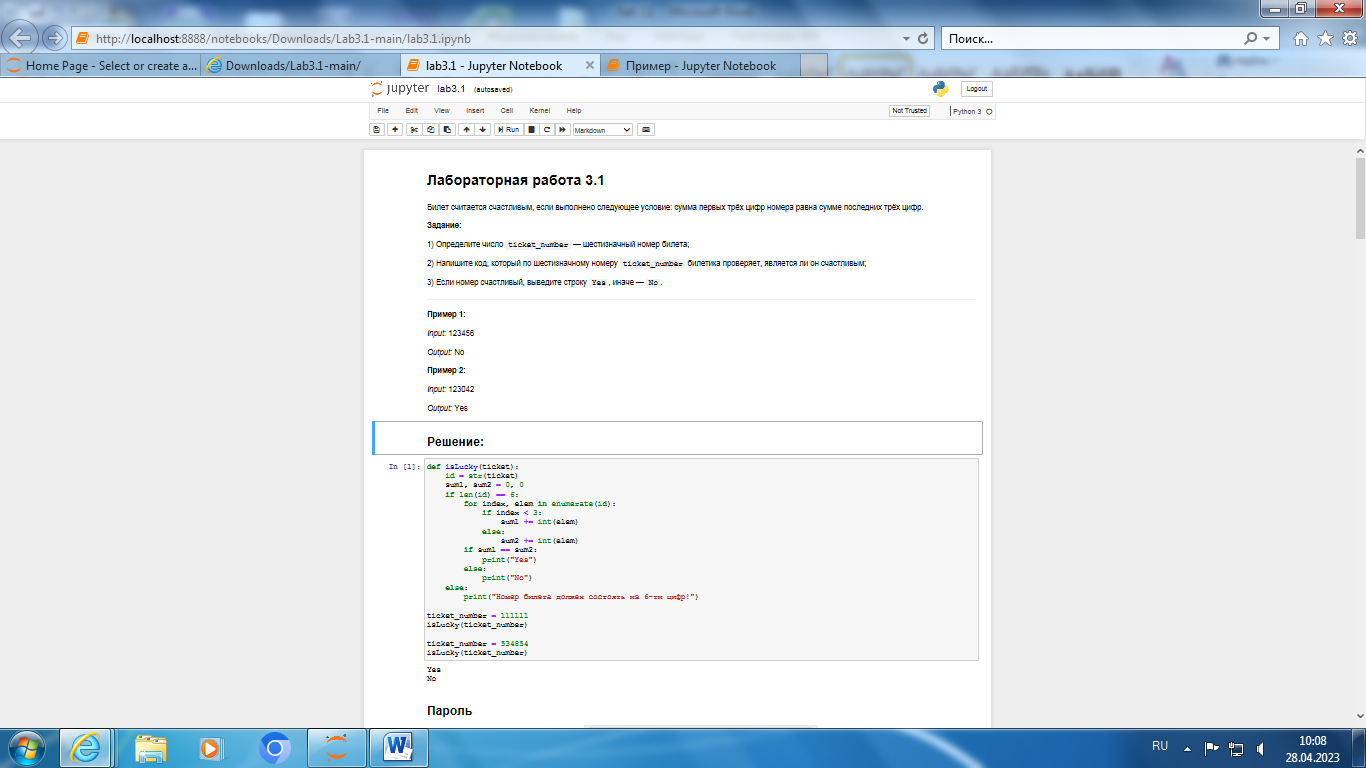 http://localhost:8888/notebooks/Downloads/Lab3.1-main/lab3.1.ipynb
Поиск...
Home Page - Select or create a...
Downloads/Lab3.1-main/
lab3.1 - Jupyter Notebook
Пример - Jupyter Notebook
jupyter lab3.1 (autosaved)
Logout
File Edit View Insert Cell Kernel Help
Not Trusted
Python 3
Run
Markdown
Лабораторная работа 3.1
Билет считается счастливым, если выполнено следующее условие: сумма первых трёх цифр номера равна сумме последних трёх цифр.
Задание:
1) Определите число ticket_number — шестизначный номер билета;
2) Напишите код, который по шестизначному номеру ticket_number билетика проверяет, является ли он счастливым;
3) Если номер счастливый, выведите строку Yes , иначе — No .
Пример 1:
Input: 123456
Output: No
Пример 2:
Input: 123042
Output: Yes
Решение:
In [1]:
def isLucky(ticket):
    id = str(ticket)
    sum1, sum2 = 0, 0
    if len(id) == 6:
        for index, elem in enumerate(id):
            if index < 3:
                sum1 += int(elem)
            else:
                sum2 += int(elem)
        if sum1 == sum2:
            print("Yes")
        else:
            print("No")
    else:
        print("Номер билета должен состоять из 6-ти цифр!")
ticket_number = 111111
isLucky(ticket_number)
ticket_number = 534854
isLucky(ticket_number)
Yes
No
Пароль
RU
10:08
28.04.2023